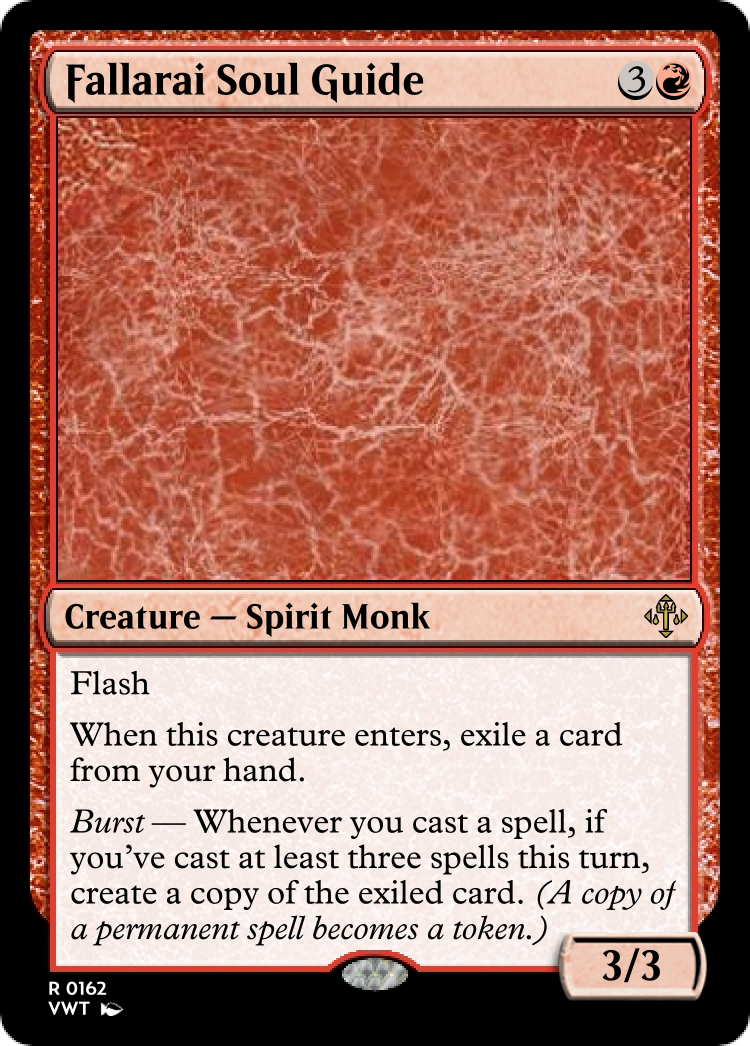 Fallarai Soul Guide 3
Creature — Spirit Monk
Flash
When this creature enters, exile a card
from your hand.
Burst — Whenever you cast a spell, if
you've cast at least three spells this turn,
create a copy of the exiled card. (A copy of
a permanent spell becomes a token.)
3/3
R 0162
VWT